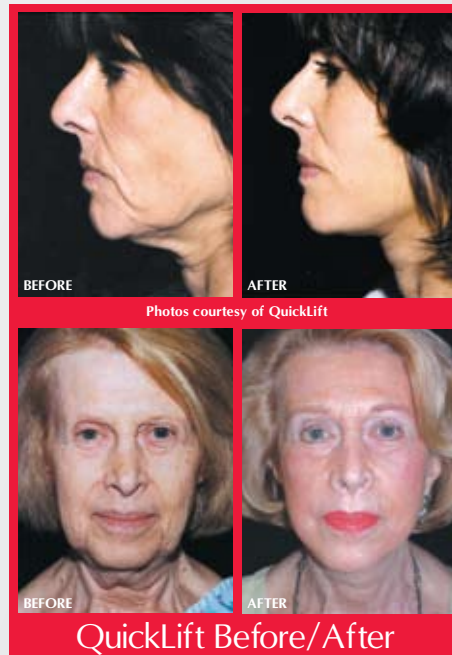 BEFORE
AFTER
Photos courtesy of QuickLift
BEFORE
AFTER
QuickLift Before/After